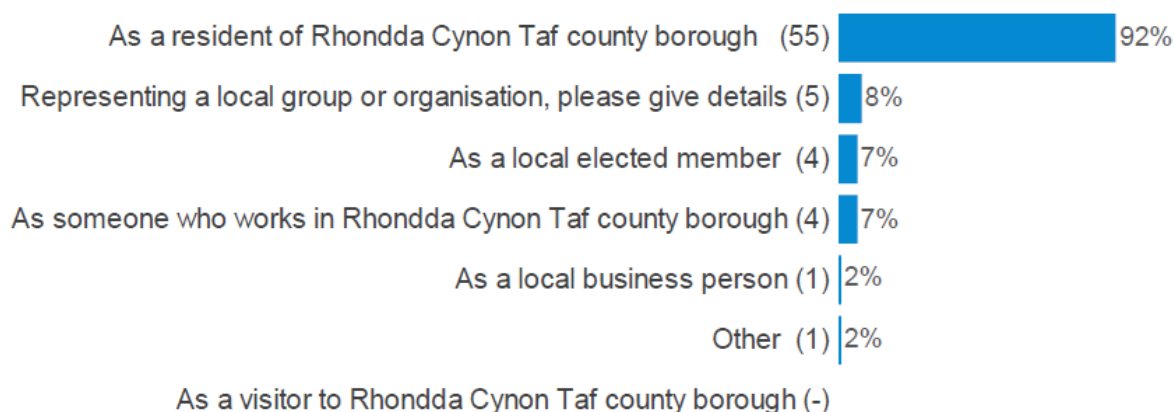 As a resident of Rhondda Cynon Taf county borough (55) 92%
Representing a local group or organisation, please give details (5) 8%
As a local elected member (4) 7%
As someone who works in Rhondda Cynon Taf county borough (4) 7%
As a local business person (1) 2%
Other (1) 2%
As a visitor to Rhondda Cynon Taf county borough (-)